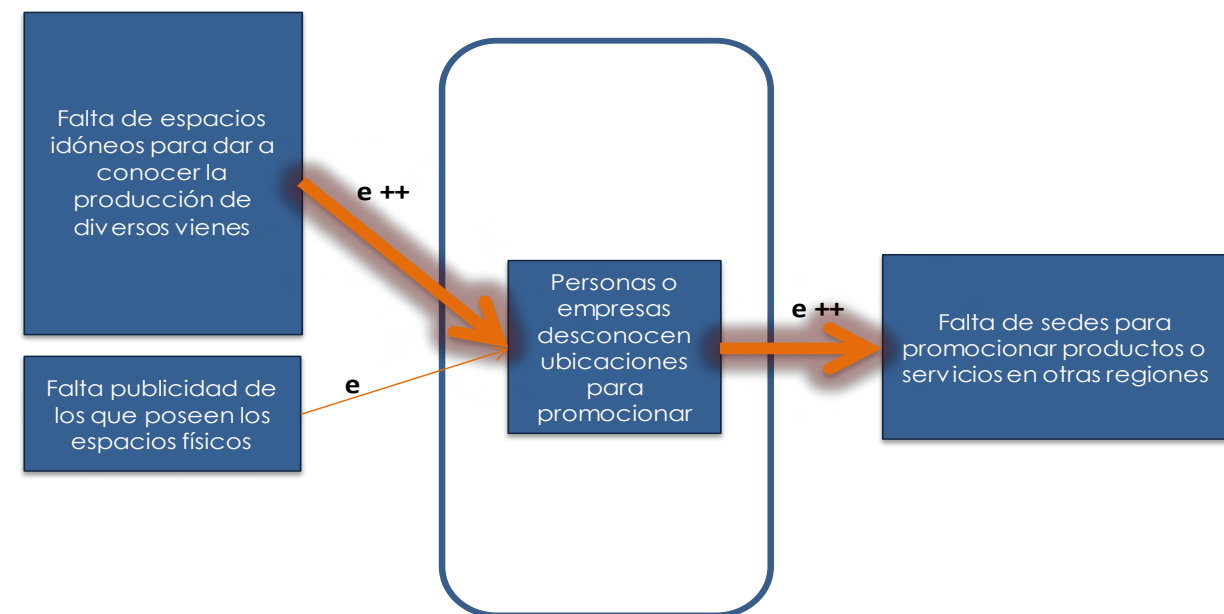 Falta de espacios
idóneos para dar a
conocer la
producción de
diversos vienes
e ++
Falta publicidad de
los que poseen los
espacios físicos
e
Personas o
empresas
desconocen
ubicaciones
para
promocionar
e ++
Falta de sedes para
promocionar productos o
servicios en otras regiones